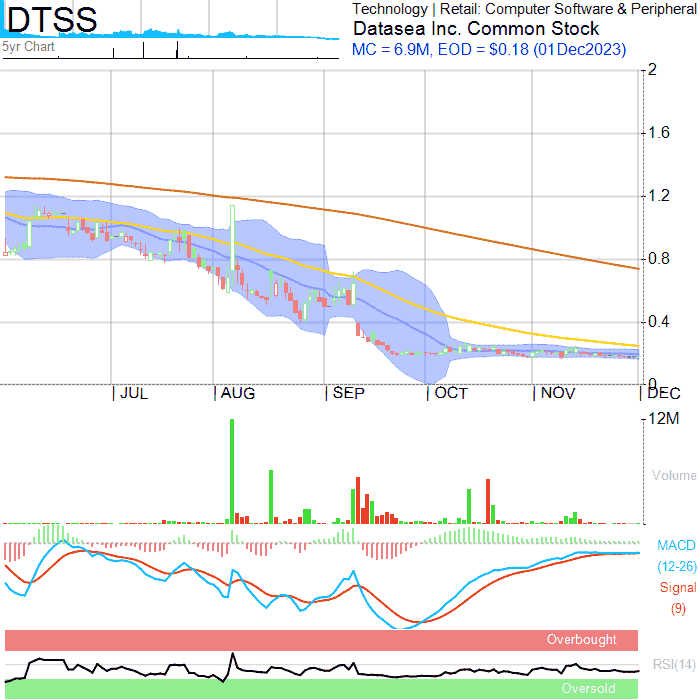 DTSS
5yr Chart
Technology | Retail: Computer Software & Peripheral
Datasea Inc. Common Stock
MC = 6.9M, EOD = $0.18 (01Dec2023)
2
1.6
1.2
0.8
0.4
0
JUL
AUG
SEP
OCT
NOV
DEC
12M
Volume
MACD
(12-26)
Signal
(9)
Overbought
RSI(14)
Oversold